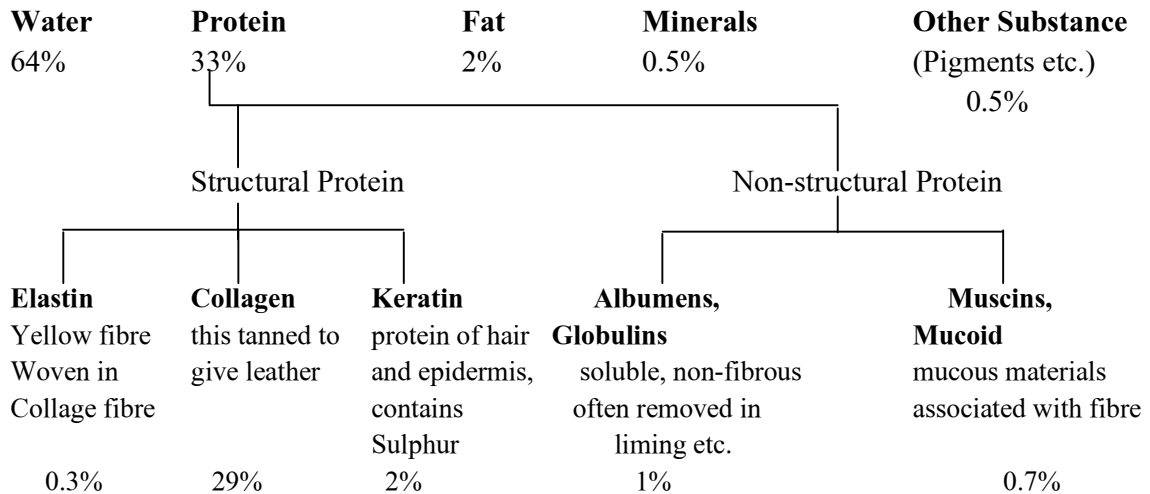 Water Protein Fat Minerals Other Substance
64% 33% 2% 0.5% (Pigments etc.)
0.5%
Structural Protein Non-structural Protein
Elastin Collagen Keratin Albumens, Muscins,
Yellow fibre this tanned to protein of hair Globulins Mucoid
Woven in give leather and epidermis, soluble, non-fibrous mucous materials
Collage fibre contains often removed in associated with fibre
Sulphur liming etc.
0.3% 29% 2% 1% 0.7%